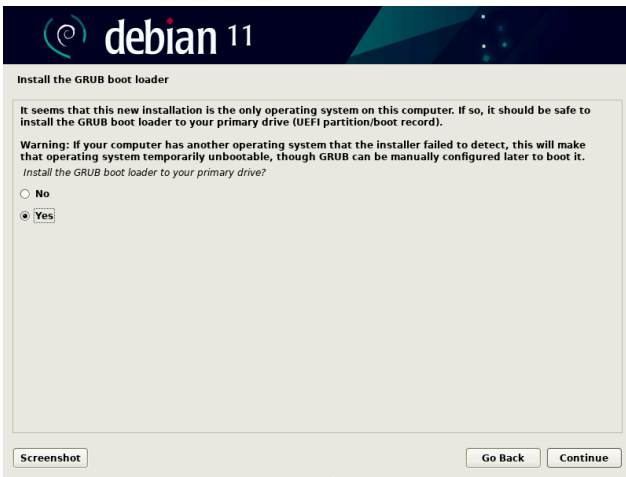 debian 11
Install the GRUB boot loader
It seems that this new installation is the only operating system on this computer. If so, it should be safe to
install the GRUB boot loader to your primary drive (UEFI partition/boot record).
Warning: If your computer has another operating system that the installer failed to detect, this will make
that operating system temporarily unbootable, though GRUB can be manually configured later to boot it.
Install the GRUB boot loader to your primary drive?
No
Yes
Screenshot Go Back Continue